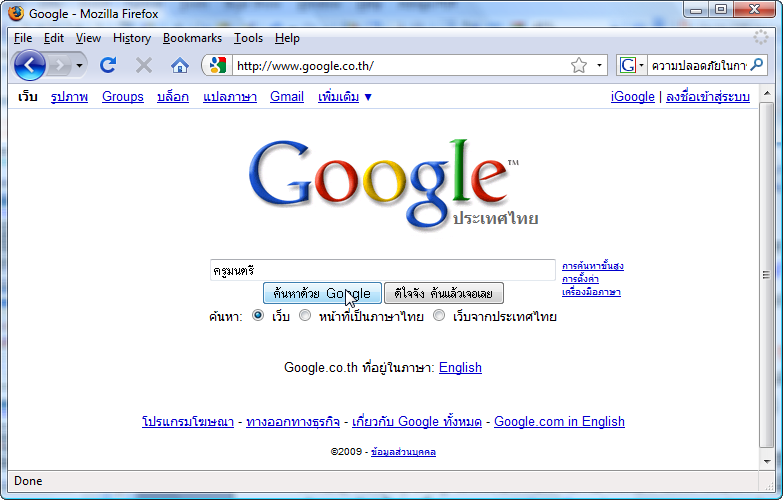 Google - Mozilla Firefox
File Edit View History Bookmarks Tools Help
http://www.google.co.th/ G ความปลอดภัยในกา
เว็บ รูปภาพ Groups บล็อก แปลภาษา Gmail เพิ่มเติม ▼ iGoogle | ลงชื่อเข้าสู่ระบบ
Google™
ประเทศไทย
ครูมนตรี
การค้นหาขั้นสูง
การตั้งค่า
เครื่องมือภาษา
ค้นหาด้วย Google ดีใจจัง ค้นแล้วเจอเลย
ค้นหา: เว็บ หน้าที่เป็นภาษาไทย เว็บจากประเทศไทย
Google.co.th ที่อยู่ในภาษา: English
โปรแกรมโฆษณา - ทางออกทางธุรกิจ - เกี่ยวกับ Google ทั้งหมด - Google.com in English
©2009 - ข้อมูลส่วนบุคคล
Done